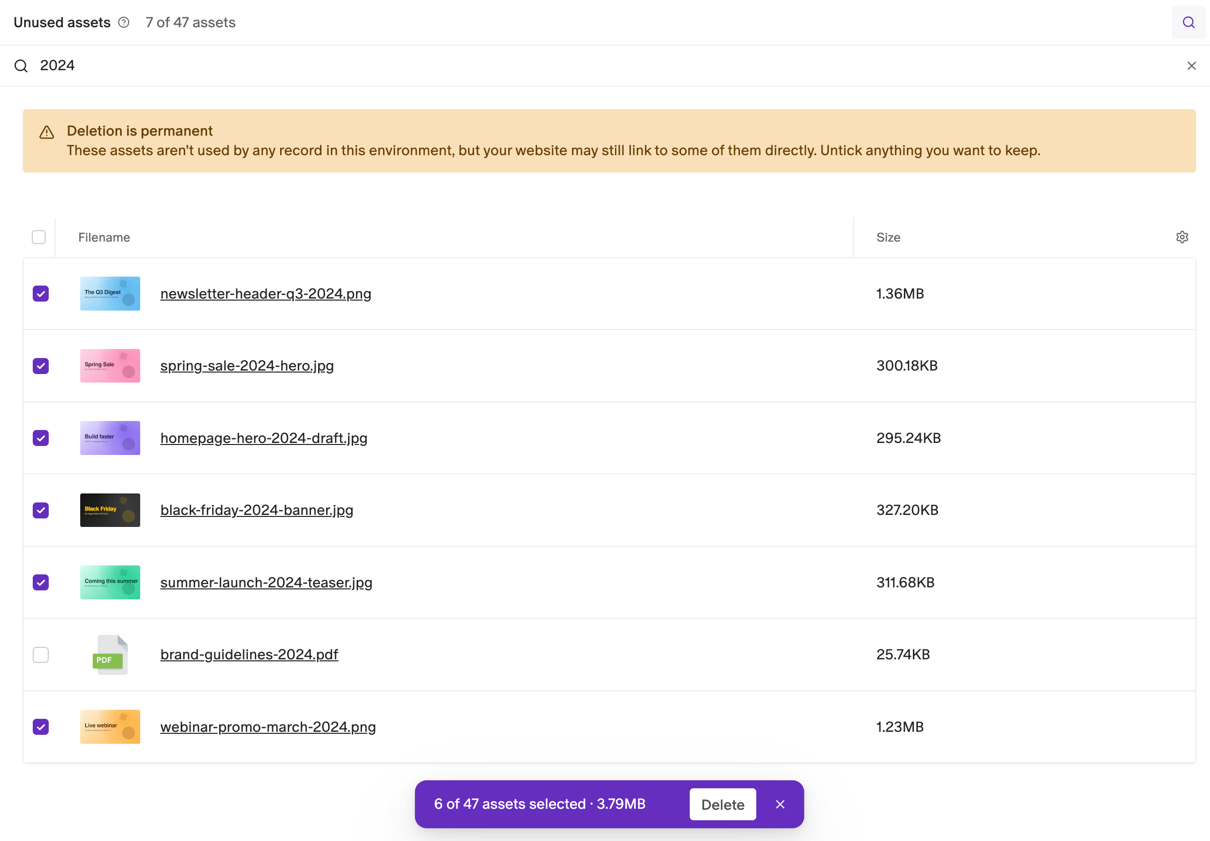 Unused assets 7 of 47 assets
2024
Deletion is permanent
These assets aren't used by any record in this environment, but your website may still link to some of them directly. Untick anything you want to keep.
Filename Size
The Q3 Digest newsletter-header-q3-2024.png 1.36MB
Spring Sale spring-sale-2024-hero.jpg 300.18KB
Build faster homepage-hero-2024-draft.jpg 295.24KB
Black Friday black-friday-2024-banner.jpg 327.20KB
Coming this summer summer-launch-2024-teaser.jpg 311.68KB
PDF brand-guidelines-2024.pdf 25.74KB
Live webinar webinar-promo-march-2024.png 1.23MB
6 of 47 assets selected · 3.79MB Delete